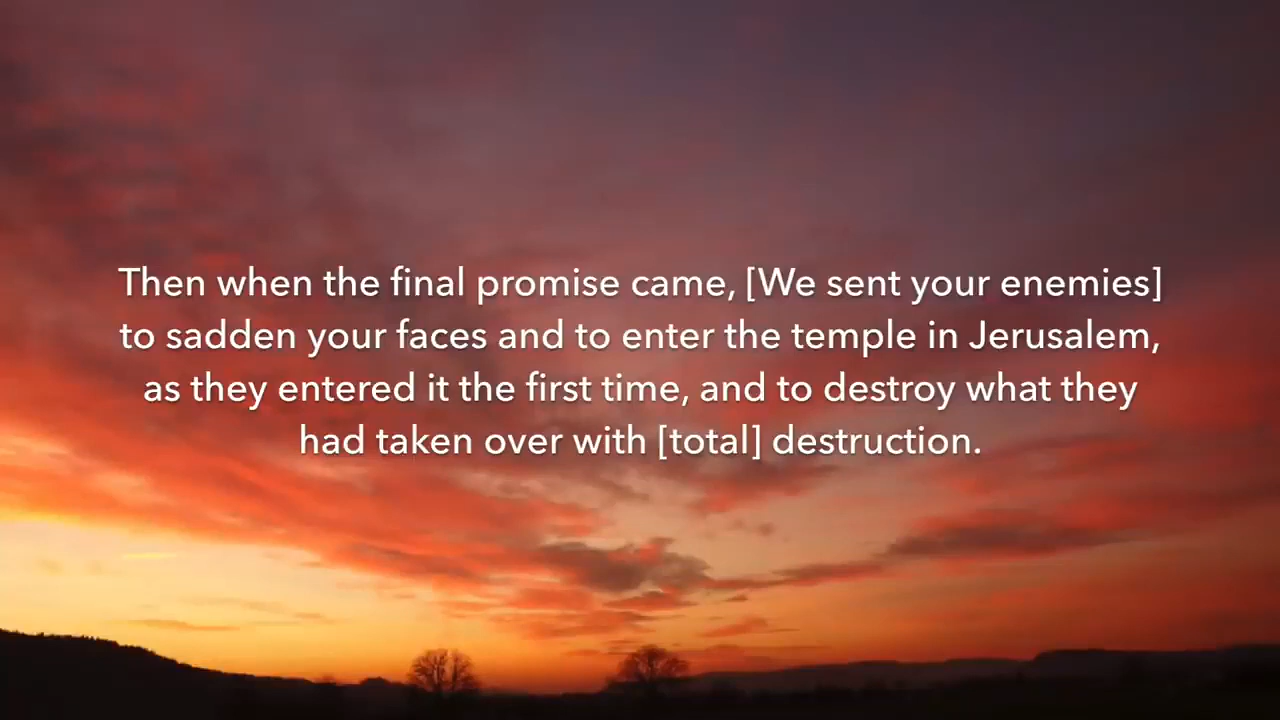 Then when the final promise came, [We sent your enemies]
to sadden your faces and to enter the temple in Jerusalem,
as they entered it the first time, and to destroy what they
had taken over with [total] destruction.